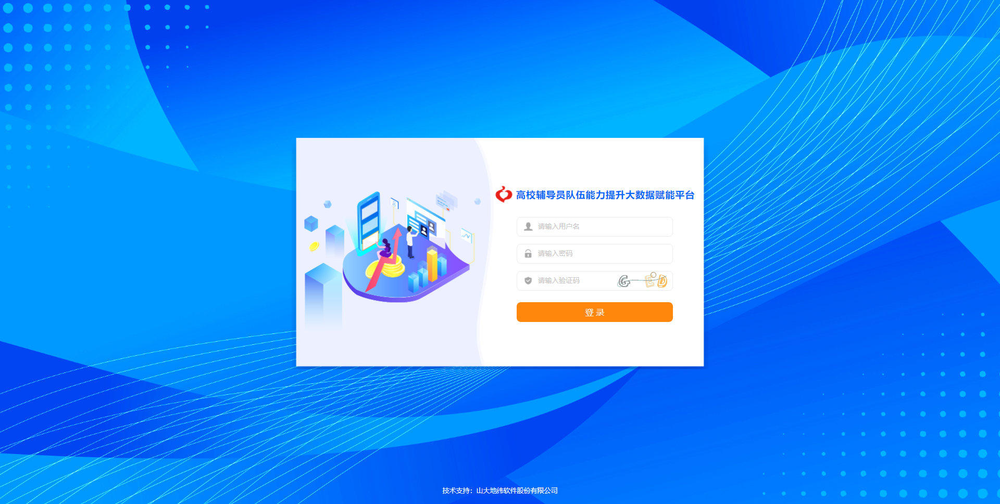 高校辅导员队伍能力提升大数据赋能平台
请输入用户名
请输入密码
请输入验证码
G E D
登 录
技术支持：山大地纬软件股份有限公司